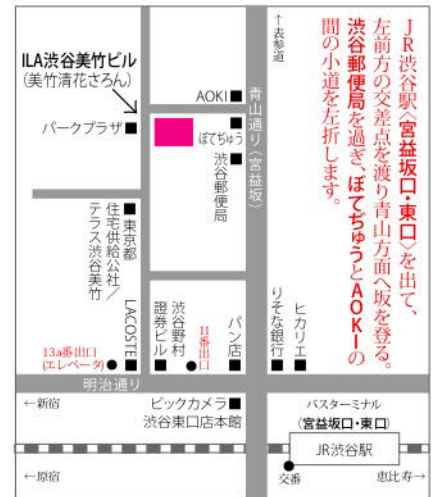 JR渋谷駅〈宮益坂口・東口〉を出て、
左前方の交差点を渡り青山方面へ坂を登る。
渋谷郵便局を過ぎ、ぼてぢゅうとAOKIの
間の小道を左折します。
↑表参道
ILA渋谷美竹ビル
(美竹清花さろん)
AOKI
青山通り(宮益坂)
パークプラザ
ぼてぢゅう
渋谷郵便局
東京都
住宅供給公社/
テラス渋谷美竹
LACOSTE
渋谷野村
證券ビル
11番出口
パン店
りそな銀行
ヒカリエ
13a番出口
(エレベータ)
明治通り
←新宿
ビックカメラ
渋谷東口店本館
バスターミナル
(宮益坂口・東口)
JR渋谷駅
←原宿
交番
恵比寿→